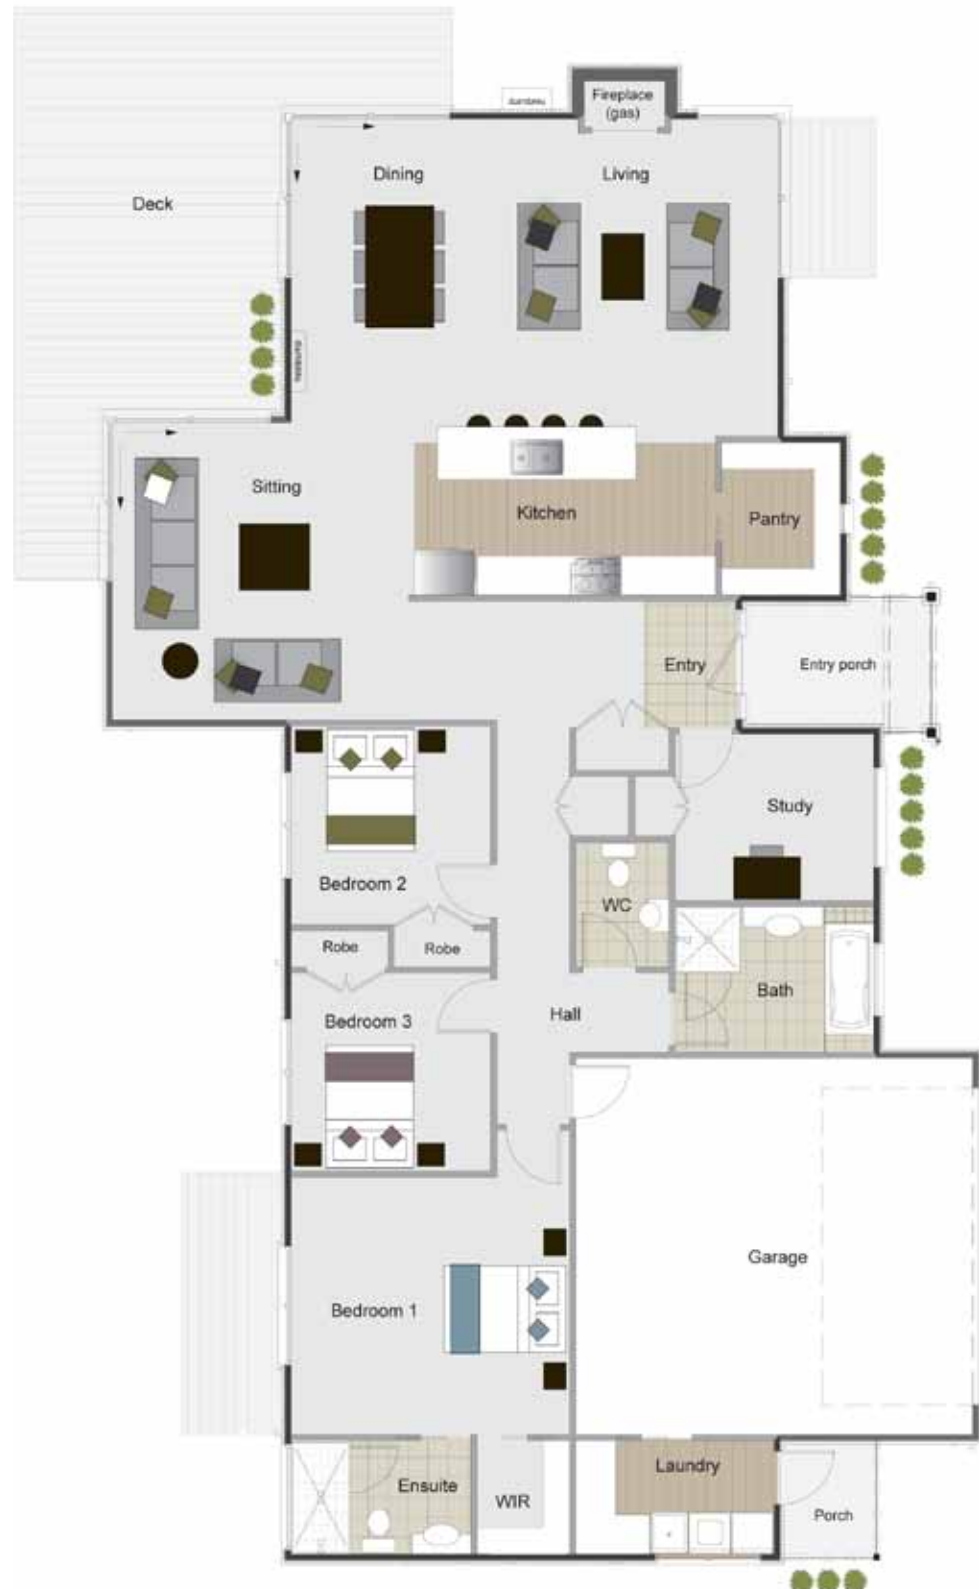 Fireplace
(gas)
Dining
Living
Deck
Sitting
Kitchen
Pantry
Entry
Entry porch
Study
Bedroom 2
WC
Robe
Robe
Bath
Hall
Bedroom 3
Garage
Bedroom 1
Laundry
Ensuite
WIR
Porch